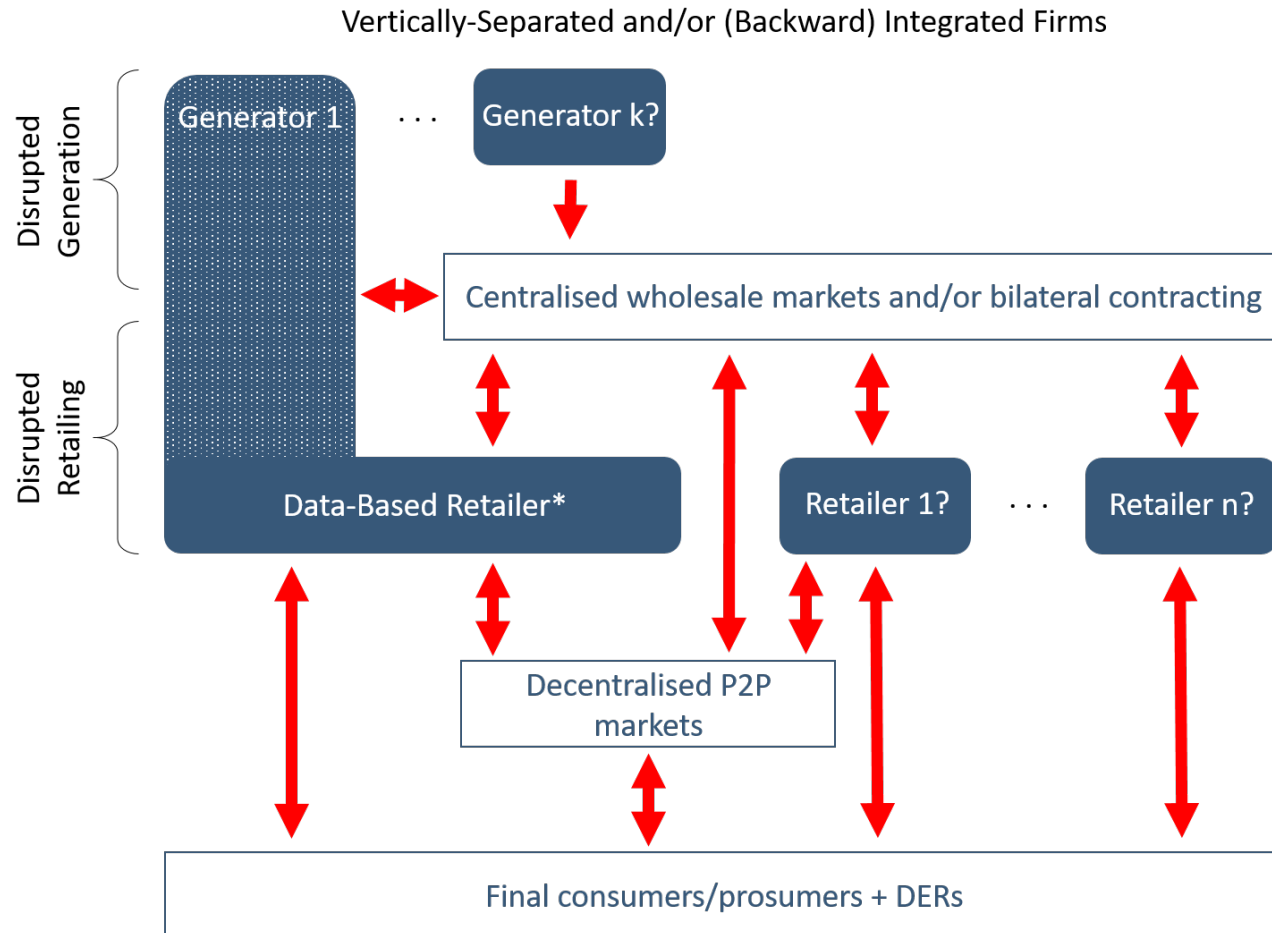 Vertically-Separated and/or (Backward) Integrated Firms
Disrupted
Generation
Generator 1
. . .
Generator k?
Centralised wholesale markets and/or bilateral contracting
Disrupted
Retailing
Data-Based Retailer*
Retailer 1?
. . .
Retailer n?
Decentralised P2P
markets
Final consumers/prosumers + DERs